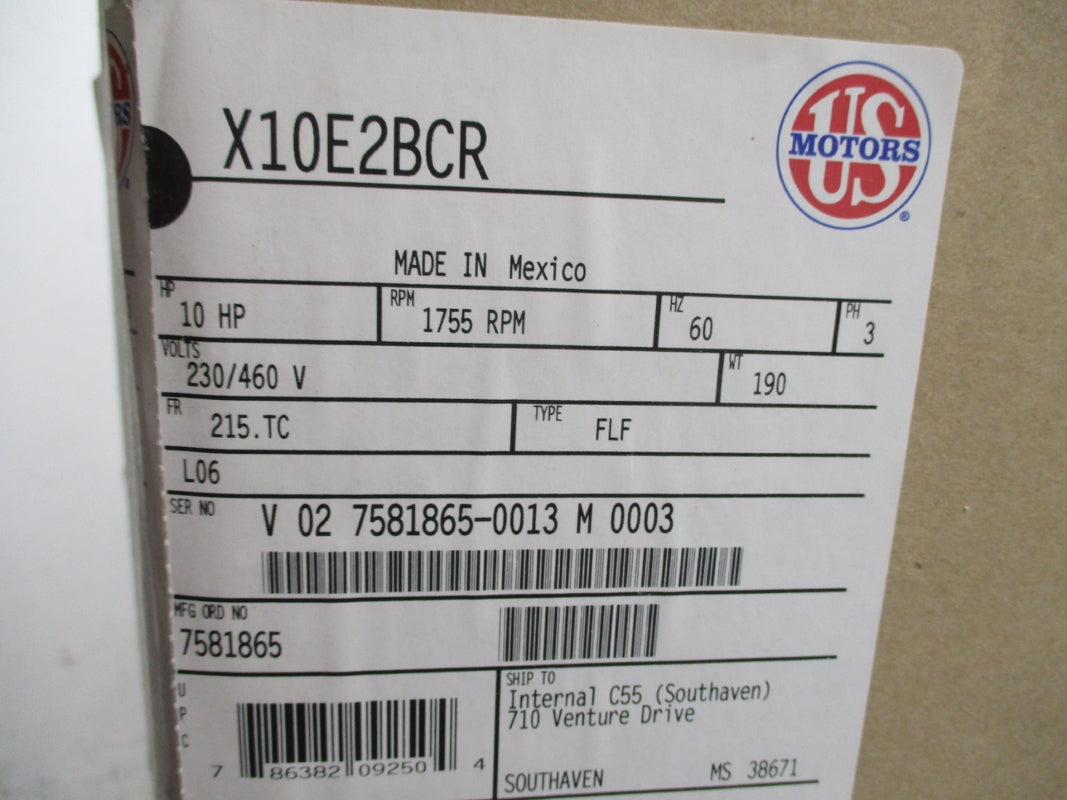 X10E2BCR
US
MOTORS
®
MADE IN Mexico
HP
10 HP
RPM
1755 RPM
HZ
60
PH
3
VOLTS
230/460 V
WT
190
FR
215.TC
TYPE
FLF
L06
SER NO
V 02 7581865-0013 M 0003
MFG ORD NO
7581865
UPC
7 86382 09250 4
SHIP TO
Internal C55 (Southaven)
710 Venture Drive
SOUTHAVEN MS 38671
RS